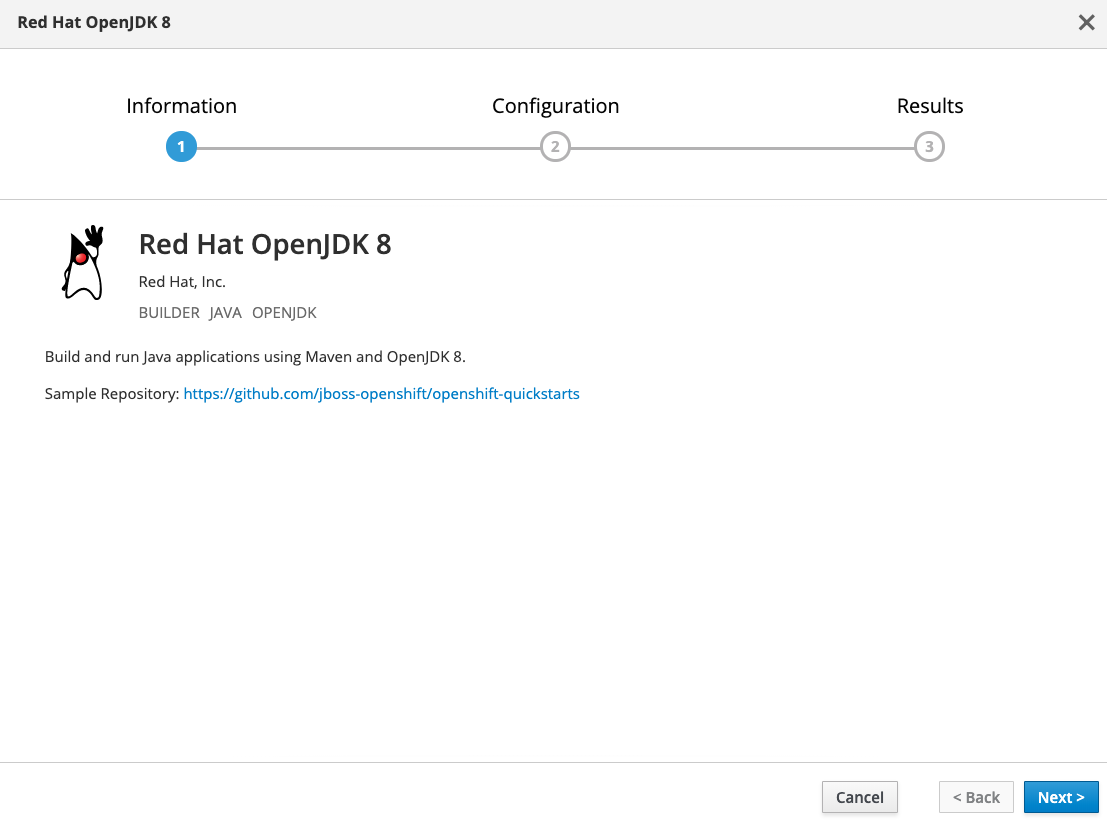 Red Hat OpenJDK 8
Information Configuration Results
1 2 3
Red Hat OpenJDK 8
Red Hat, Inc.
BUILDER JAVA OPENJDK
Build and run Java applications using Maven and OpenJDK 8.
Sample Repository: https://github.com/jboss-openshift/openshift-quickstarts
Cancel < Back Next >